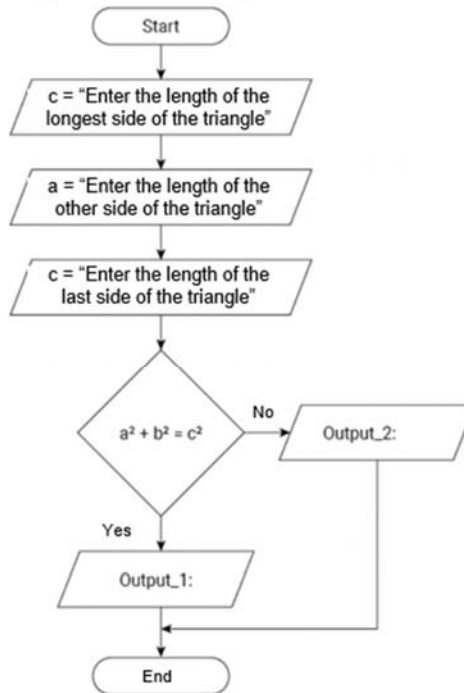 Start
c = “Enter the length of the
longest side of the triangle”
a = “Enter the length of the
other side of the triangle”
c = “Enter the length of the
last side of the triangle”
a² + b² = c²
No
Output_2:
Yes
Output_1:
End